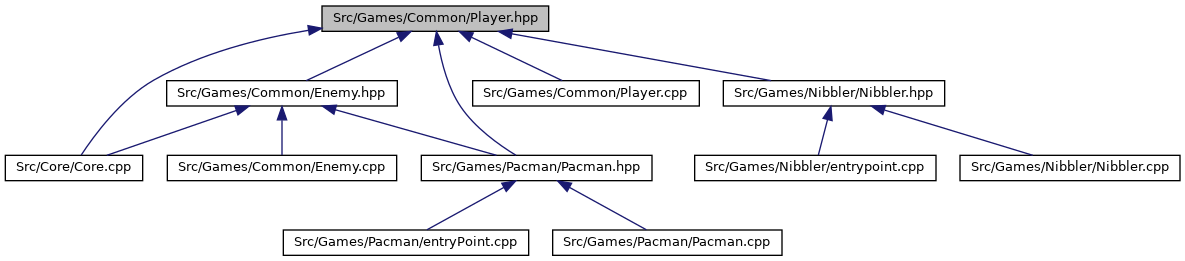 Src/Games/Common/Player.hpp
Src/Games/Common/Enemy.hpp
Src/Games/Common/Player.cpp
Src/Games/Nibbler/Nibbler.hpp
Src/Core/Core.cpp
Src/Games/Common/Enemy.cpp
Src/Games/Pacman/Pacman.hpp
Src/Games/Nibbler/entrypoint.cpp
Src/Games/Nibbler/Nibbler.cpp
Src/Games/Pacman/entryPoint.cpp
Src/Games/Pacman/Pacman.cpp